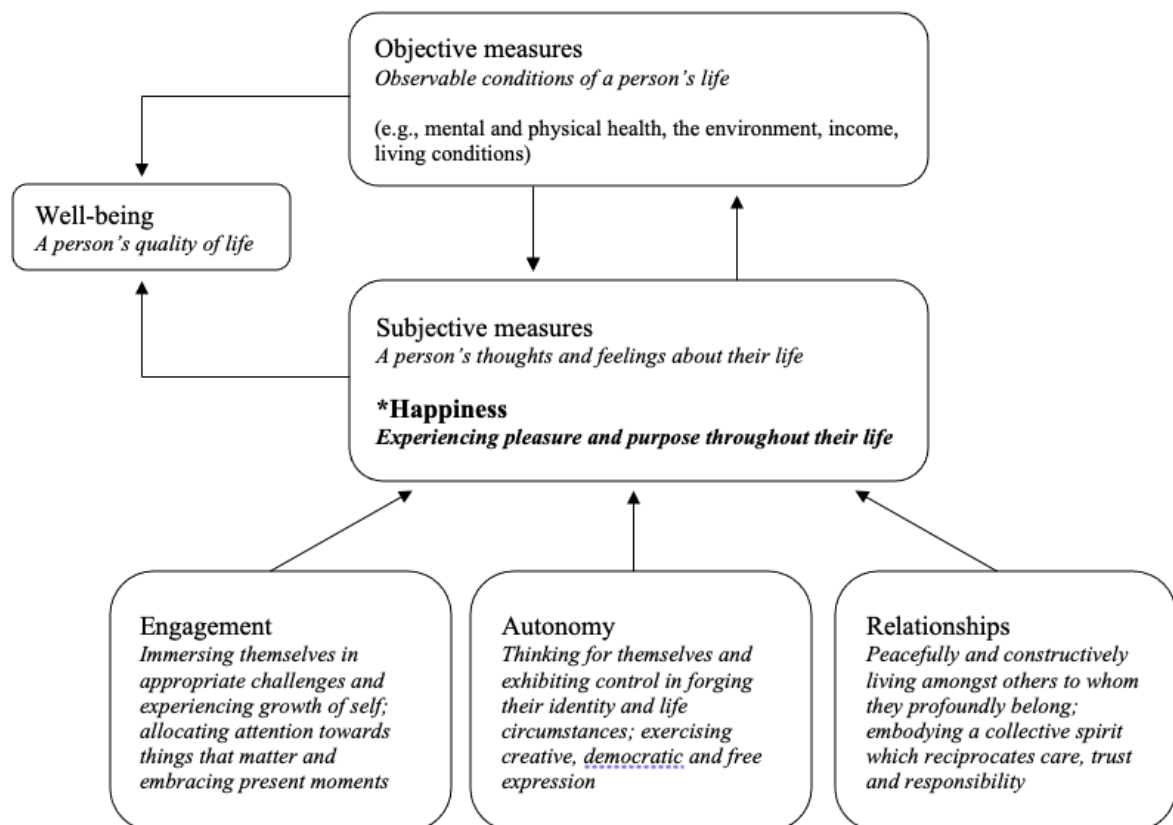 Objective measures
Observable conditions of a person's life
(e.g., mental and physical health, the environment, income,
living conditions)
Well-being
A person's quality of life
Subjective measures
A person's thoughts and feelings about their life
*Happiness
Experiencing pleasure and purpose throughout their life
Engagement
Immersing themselves in
appropriate challenges and
experiencing growth of self;
allocating attention towards
things that matter and
embracing present moments
Autonomy
Thinking for themselves and
exhibiting control in forging
their identity and life
circumstances; exercising
creative, democratic and free
expression
Relationships
Peacefully and constructively
living amongst others to whom
they profoundly belong;
embodying a collective spirit
which reciprocates care, trust
and responsibility